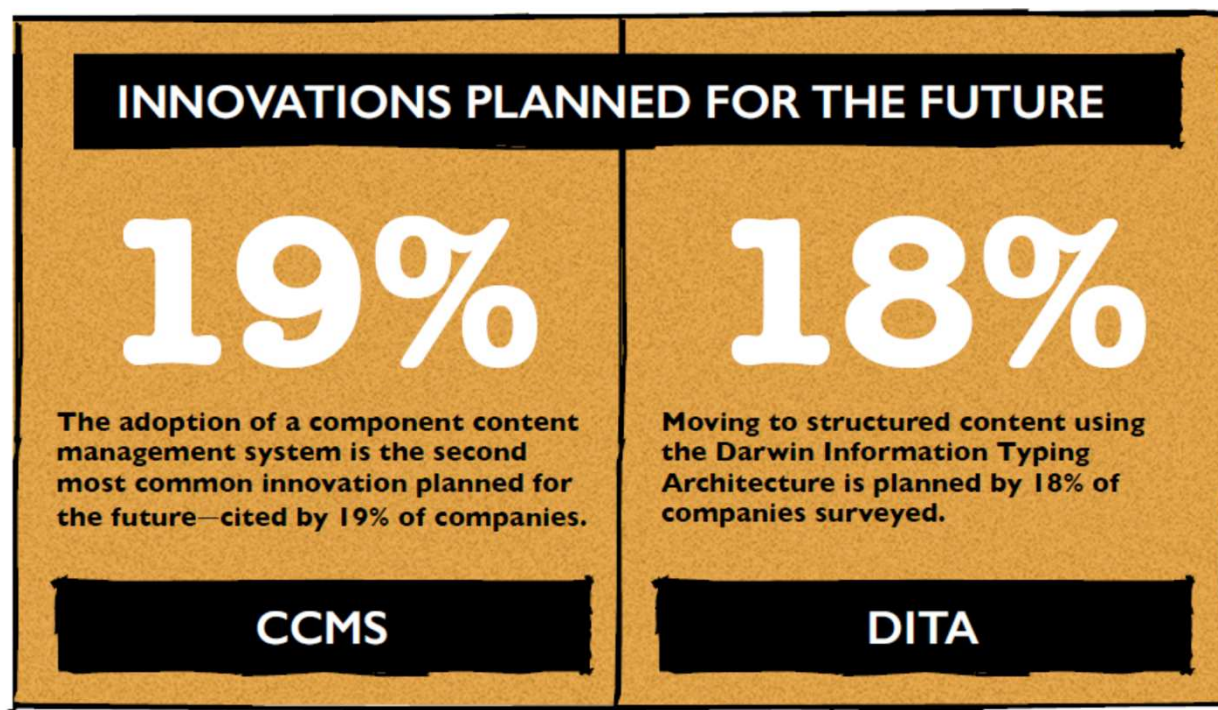 INNOVATIONS PLANNED FOR THE FUTURE
19%
The adoption of a component content
management system is the second
most common innovation planned for
the future—cited by 19% of companies.
CCMS
18%
Moving to structured content using
the Darwin Information Typing
Architecture is planned by 18% of
companies surveyed.
DITA